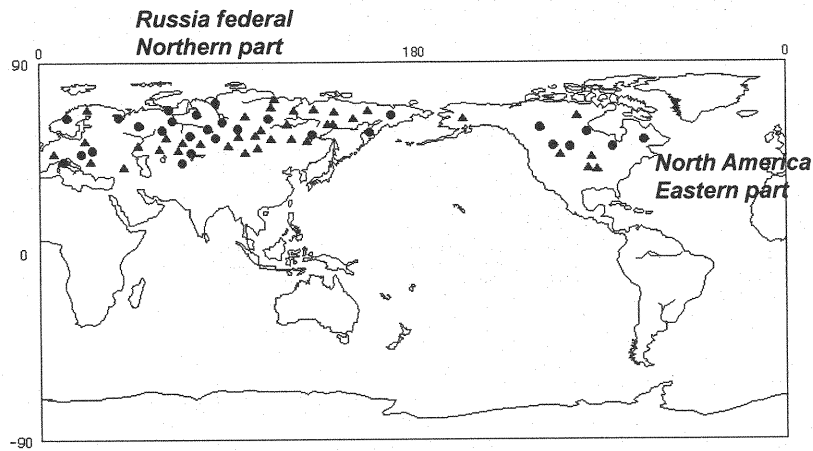 Russia federal
Northern part
0
180
0
90
North America
Eastern part
0
-90